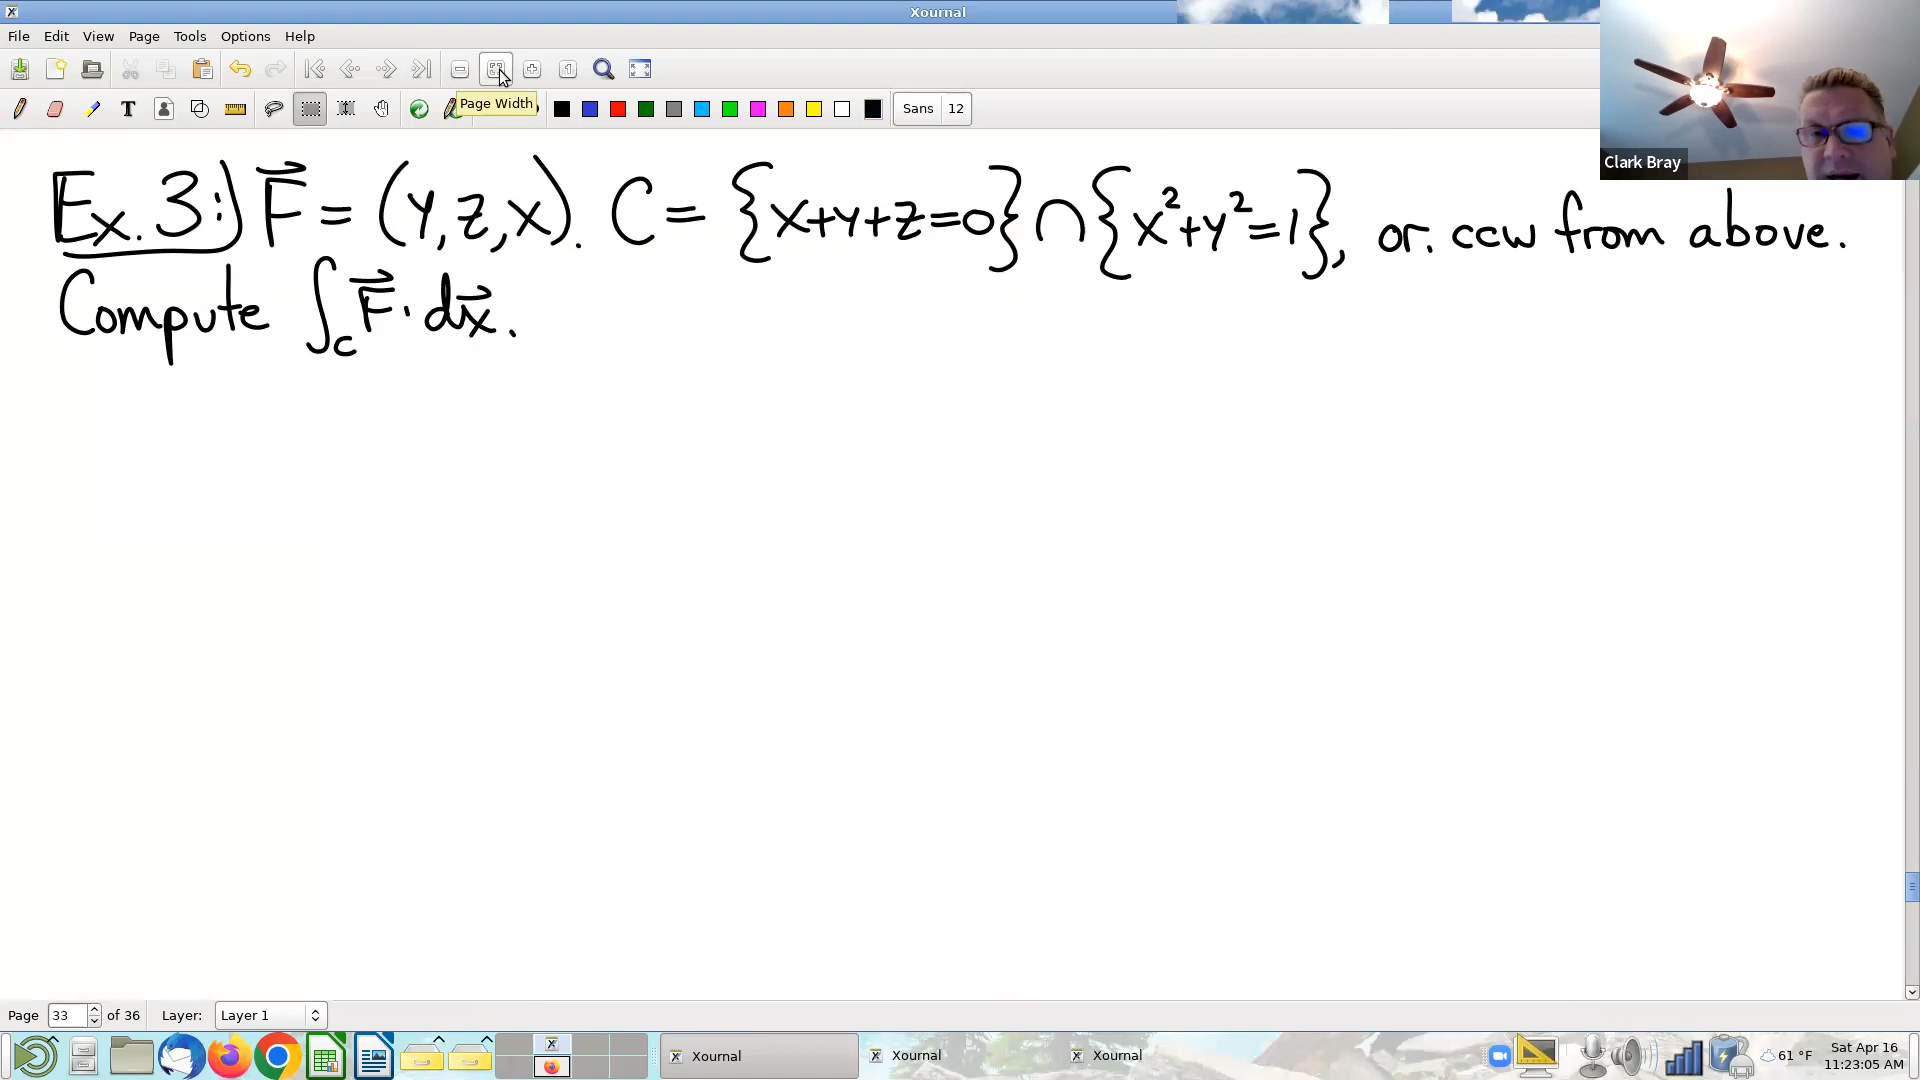 Xournal
File Edit View Page Tools Options Help
Page Width
Sans 12
Clark Bray
Ex. 3:) F⃗ = (y, z, x). C = {x+y+z=0} ∩ {x²+y²=1}, or. ccw from above.
Compute ∫_C F⃗ · dx⃗.
Page 33 of 36 Layer: Layer 1
Xournal Xournal Xournal 61 °F Sat Apr 16
11:23:05 AM